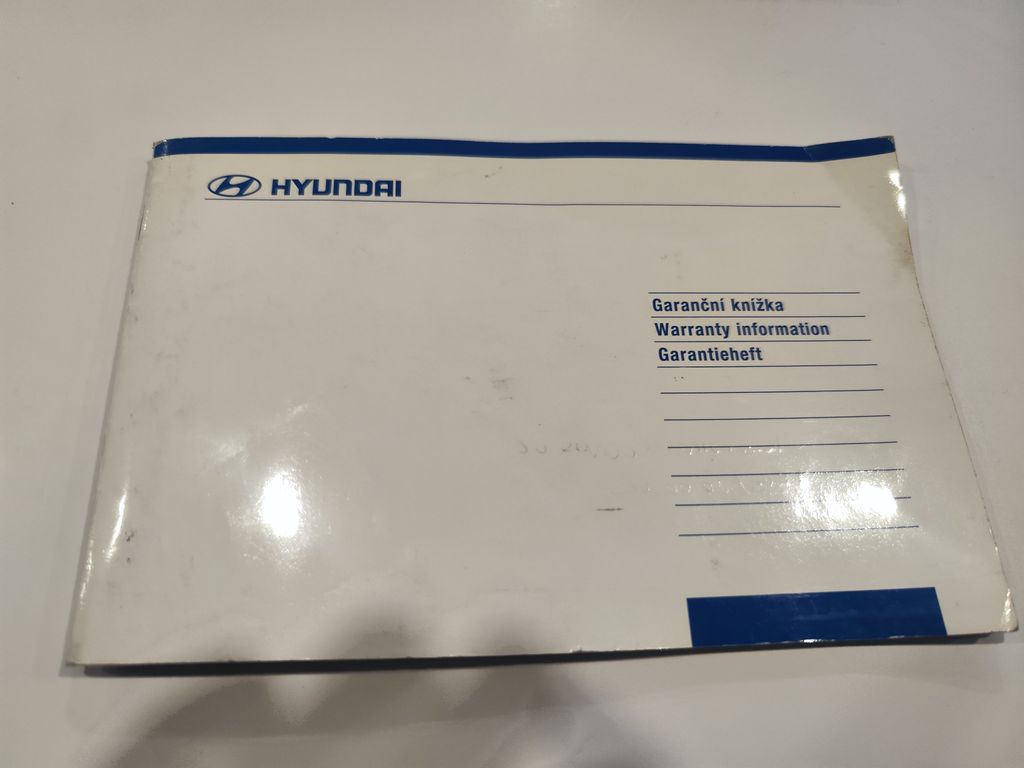 HYUNDAI
Garanční knížka
Warranty information
Garantieheft